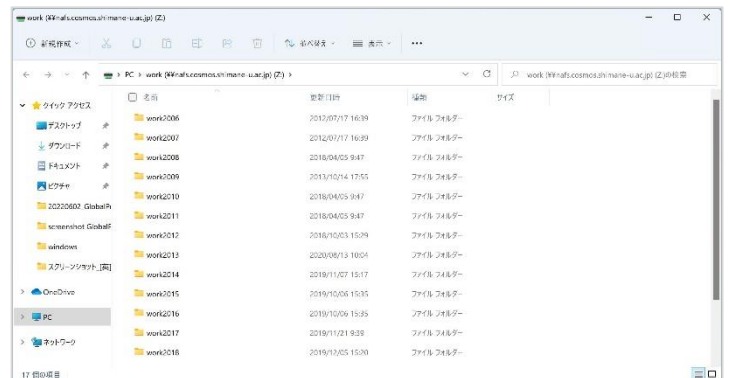 work (¥¥nafs.cosmos.shimane-u.ac.jp) (Z:)
新規作成
並べ替え
表示
PC > work (¥¥nafs.cosmos.shimane-u.ac.jp) (Z:) >
work (¥¥nafs.cosmos.shimane-u.ac.jp) (Z:)の検索
名前 更新日時 種類 サイズ
クイック アクセス
デスクトップ
ダウンロード
ドキュメント
ピクチャ
20220602_GlobalPr
screenshot GlobalP
windows
スクリーンショット_[英]
OneDrive
PC
ネットワーク
work2006 2012/07/17 16:39 ファイル フォルダー
work2007 2012/07/17 16:39 ファイル フォルダー
work2008 2018/04/05 9:47 ファイル フォルダー
work2009 2013/10/14 17:55 ファイル フォルダー
work2010 2018/04/05 9:47 ファイル フォルダー
work2011 2018/04/05 9:47 ファイル フォルダー
work2012 2018/10/03 15:29 ファイル フォルダー
work2013 2020/08/13 10:04 ファイル フォルダー
work2014 2019/11/07 15:17 ファイル フォルダー
work2015 2019/10/06 15:35 ファイル フォルダー
work2016 2019/10/06 15:35 ファイル フォルダー
work2017 2019/11/21 9:39 ファイル フォルダー
work2018 2019/12/05 15:20 ファイル フォルダー
17 個の項目